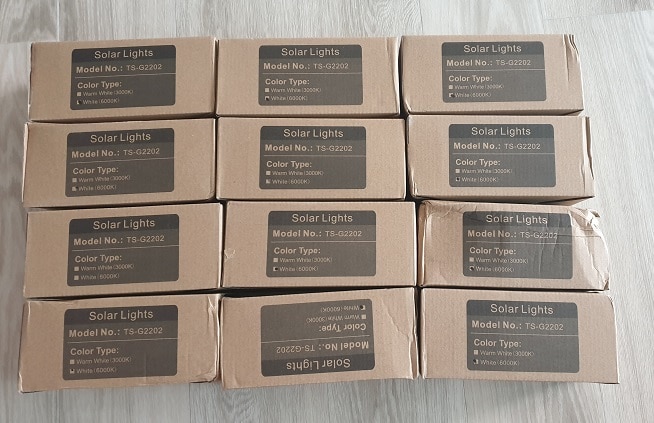 Solar Lights
Model No.: TS-G2202
Color Type:
Warm White(3000K)
White(6000K)
Solar Lights
Model No.: TS-G2202
Color Type:
Warm White(3000K)
White(6000K)
Solar Lights
Model No.: TS-G2202
Color Type:
Warm White(3000K)
White(6000K)
Solar Lights
Model No.: TS-G2202
Color Type:
Warm White(3000K)
White(6000K)
Solar Lights
Model No.: TS-G2202
Color Type:
Warm White(3000K)
White(6000K)
Solar Lights
Model No.: TS-G2202
Color Type:
Warm White(3000K)
White(6000K)
Solar Lights
Model No.: TS-G2202
Color Type:
Warm White(3000K)
White(6000K)
Solar Lights
Model No.: TS-G2202
Color Type:
Warm White(3000K)
White(6000K)
Solar Lights
Model No.: TS-G2202
Color Type:
Warm White(3000K)
White(6000K)
Solar Lights
Model No.: TS-G2202
Color Type:
Warm White(3000K)
White(6000K)
Solar Lights
Model No.: TS-G2202
Color Type:
Warm White(3000K)
White(6000K)
Solar Lights
Model No.: TS-G2202
Color Type:
Warm White(3000K)
White(6000K)